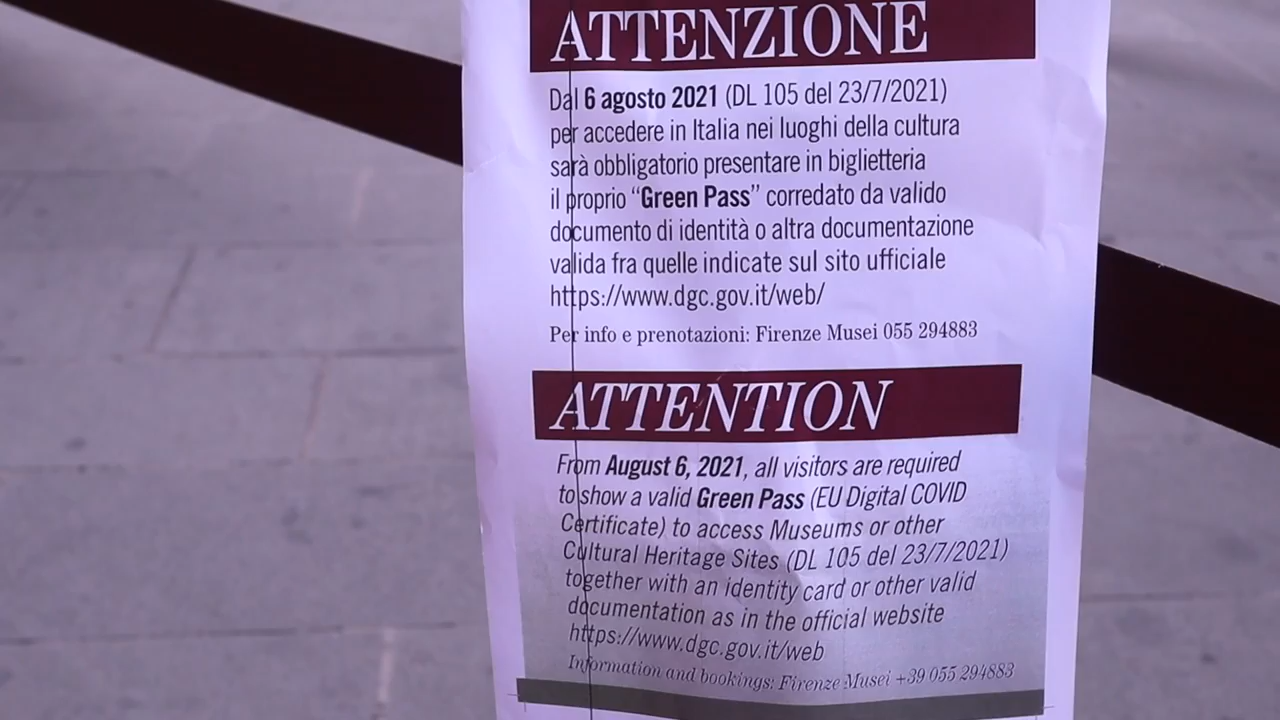 ATTENZIONE
Dal 6 agosto 2021 (DL 105 del 23/7/2021)
per accedere in Italia nei luoghi della cultura
sarà obbligatorio presentare in biglietteria
il proprio “Green Pass” corredato da valido
documento di identità o altra documentazione
valida fra quelle indicate sul sito ufficiale
https://www.dgc.gov.it/web/
Per info e prenotazioni: Firenze Musei 055 294883
ATTENTION
From August 6, 2021, all visitors are required
to show a valid Green Pass (EU Digital COVID
Certificate) to access Museums or other
Cultural Heritage Sites (DL 105 del 23/7/2021)
together with an identity card or other valid
documentation as in the official website
https://www.dgc.gov.it/web
Information and bookings: Firenze Musei +39 055 294883